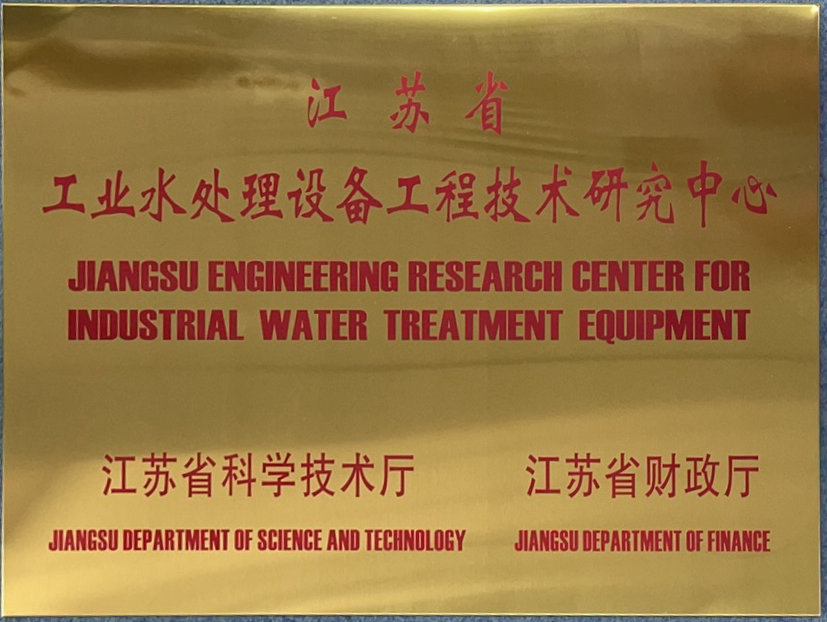 江苏省
工业水处理设备工程技术研究中心
JIANGSU ENGINEERING RESEARCH CENTER FOR
INDUSTRIAL WATER TREATMENT EQUIPMENT
江苏省科学技术厅 江苏省财政厅
JIANGSU DEPARTMENT OF SCIENCE AND TECHNOLOGY JIANGSU DEPARTMENT OF FINANCE